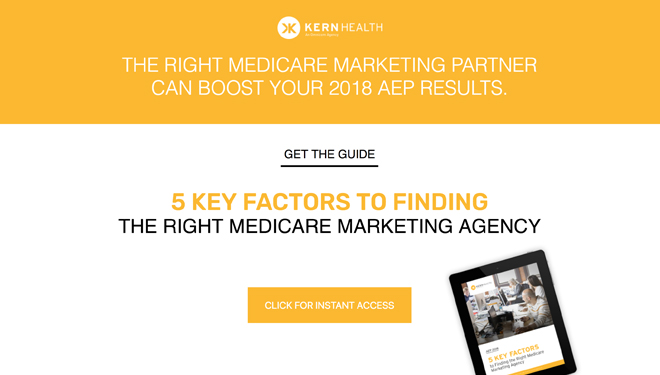 KERN HEALTH
THE RIGHT MEDICARE MARKETING PARTNER
CAN BOOST YOUR 2018 AEP RESULTS.
GET THE GUIDE
5 KEY FACTORS TO FINDING
THE RIGHT MEDICARE MARKETING AGENCY
CLICK FOR INSTANT ACCESS
5 KEY FACTORS
to Finding the Right Medicare
Marketing Agency